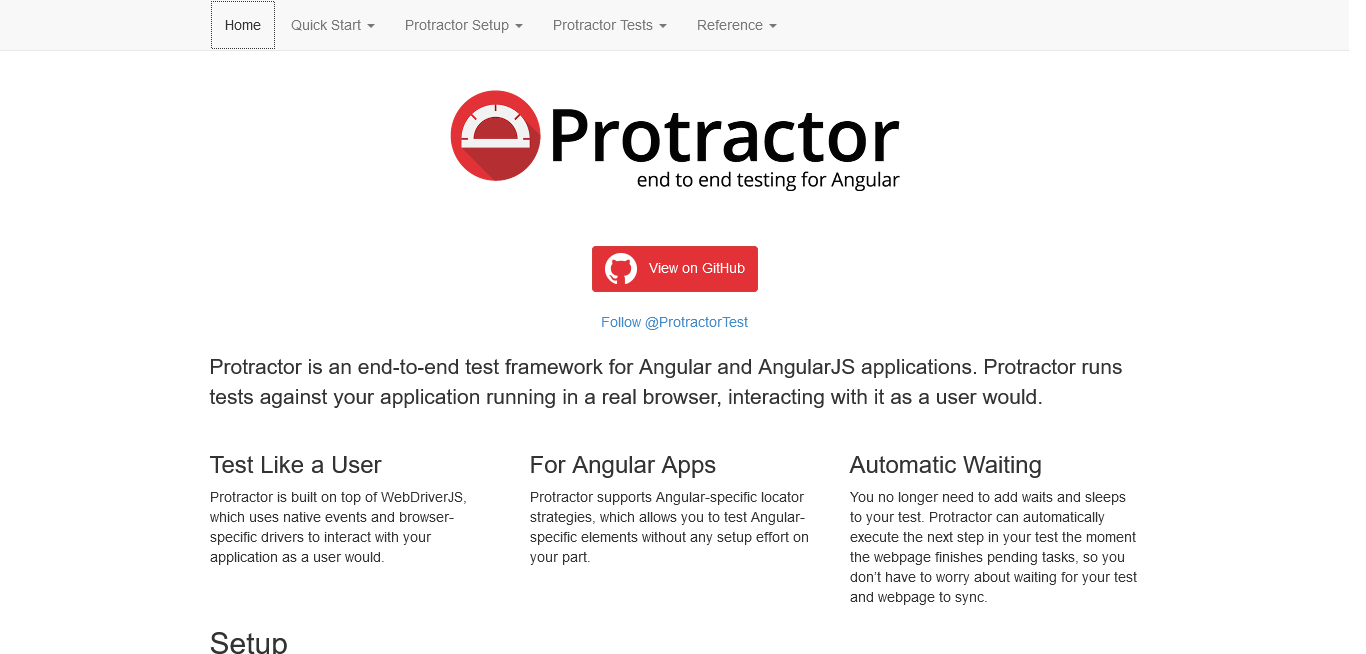 Home Quick Start Protractor Setup Protractor Tests Reference
Protractor
end to end testing for Angular
View on GitHub
Follow @ProtractorTest
Protractor is an end-to-end test framework for Angular and AngularJS applications. Protractor runs
tests against your application running in a real browser, interacting with it as a user would.
Test Like a User
Protractor is built on top of WebDriverJS,
which uses native events and browser-
specific drivers to interact with your
application as a user would.
For Angular Apps
Protractor supports Angular-specific locator
strategies, which allows you to test Angular-
specific elements without any setup effort on
your part.
Automatic Waiting
You no longer need to add waits and sleeps
to your test. Protractor can automatically
execute the next step in your test the moment
the webpage finishes pending tasks, so you
don’t have to worry about waiting for your test
and webpage to sync.
Setup